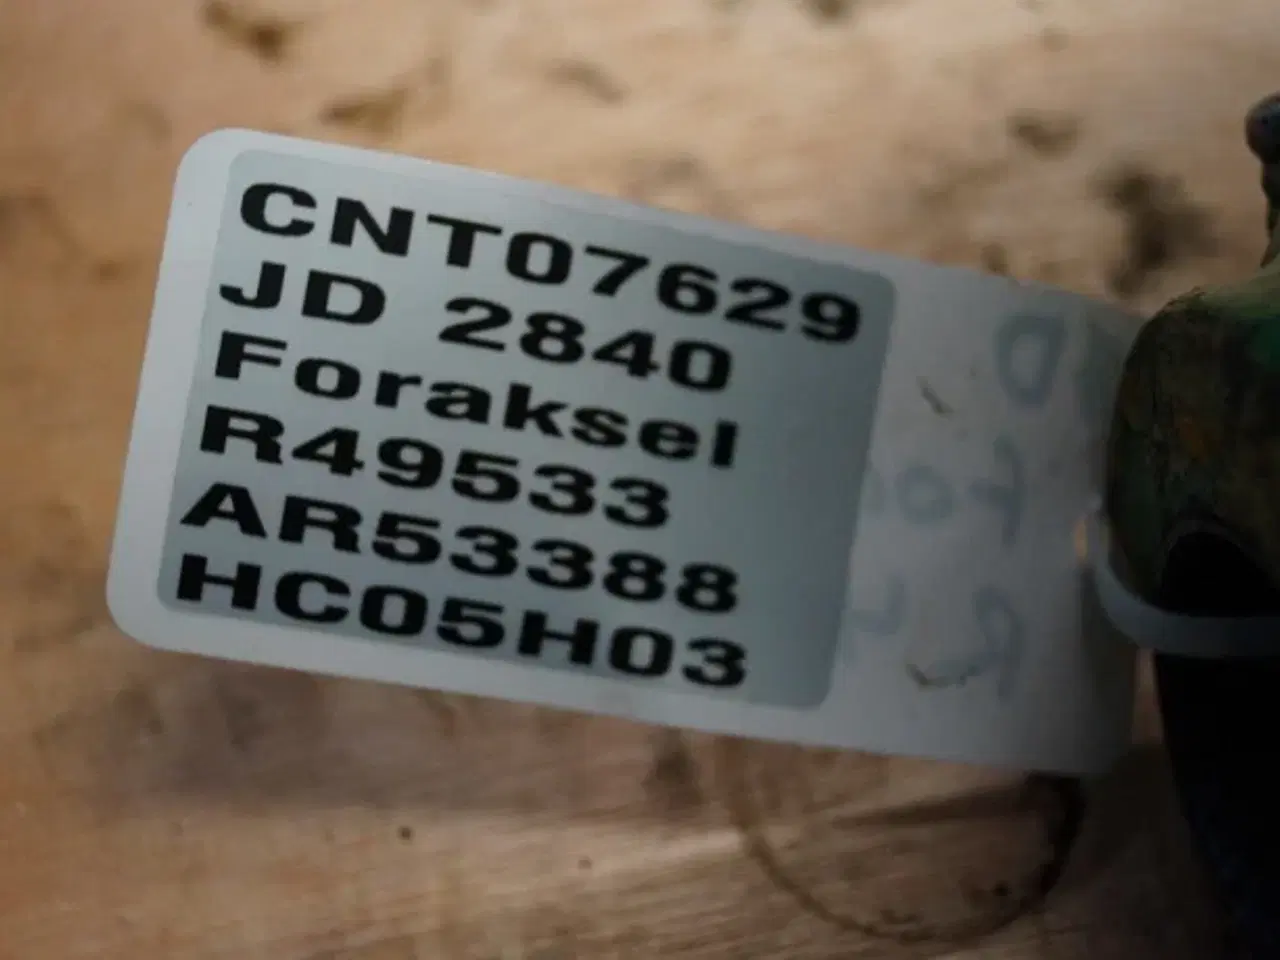 CNT07629
JD 2840
Foraksel
R49533
AR53388
HC05H03